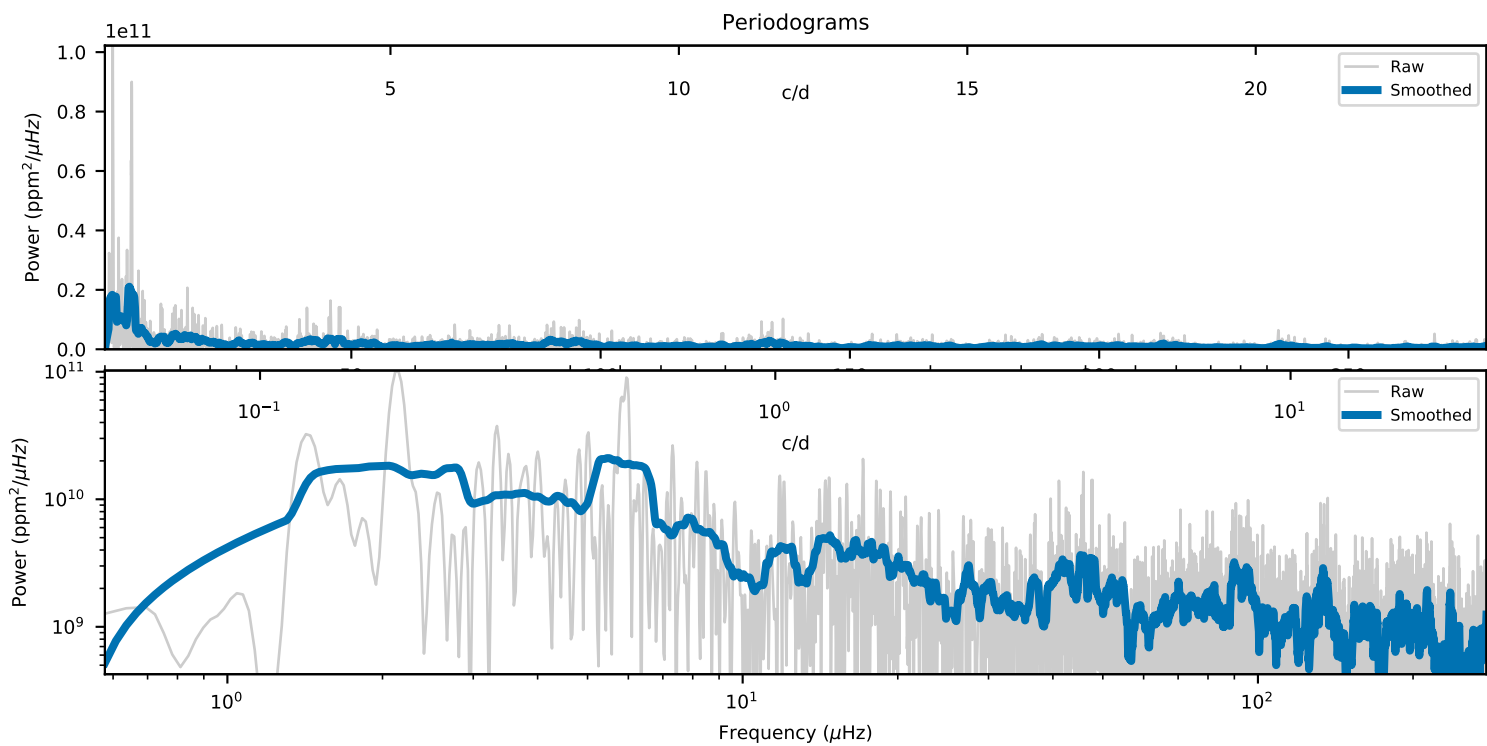 Periodograms
1e11
1.0
0.8
0.6
0.4
0.2
0.0
Power (ppm²/μHz)
5 10 15 20
c/d
Raw
Smoothed
10¹¹
10¹⁰
10⁹
Power (ppm²/μHz)
10⁻¹ 10⁰ 10¹
c/d
Raw
Smoothed
10⁰ 10¹ 10²
Frequency (μHz)